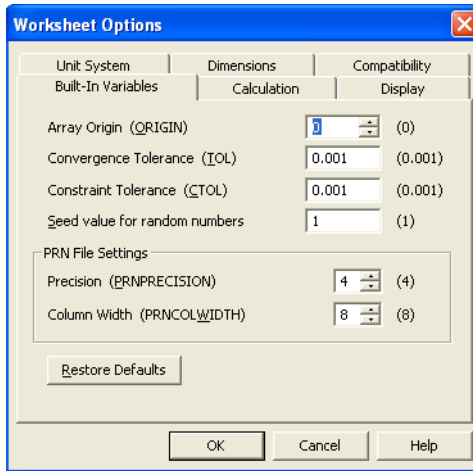 Worksheet Options
Unit System Dimensions Compatibility
Built-In Variables Calculation Display
Array Origin (ORIGIN) 0 (0)
Convergence Tolerance (TOL) 0.001 (0.001)
Constraint Tolerance (CTOL) 0.001 (0.001)
Seed value for random numbers 1 (1)
PRN File Settings
Precision (PRNPRECISION) 4 (4)
Column Width (PRNCOLWIDTH) 8 (8)
Restore Defaults
OK Cancel Help